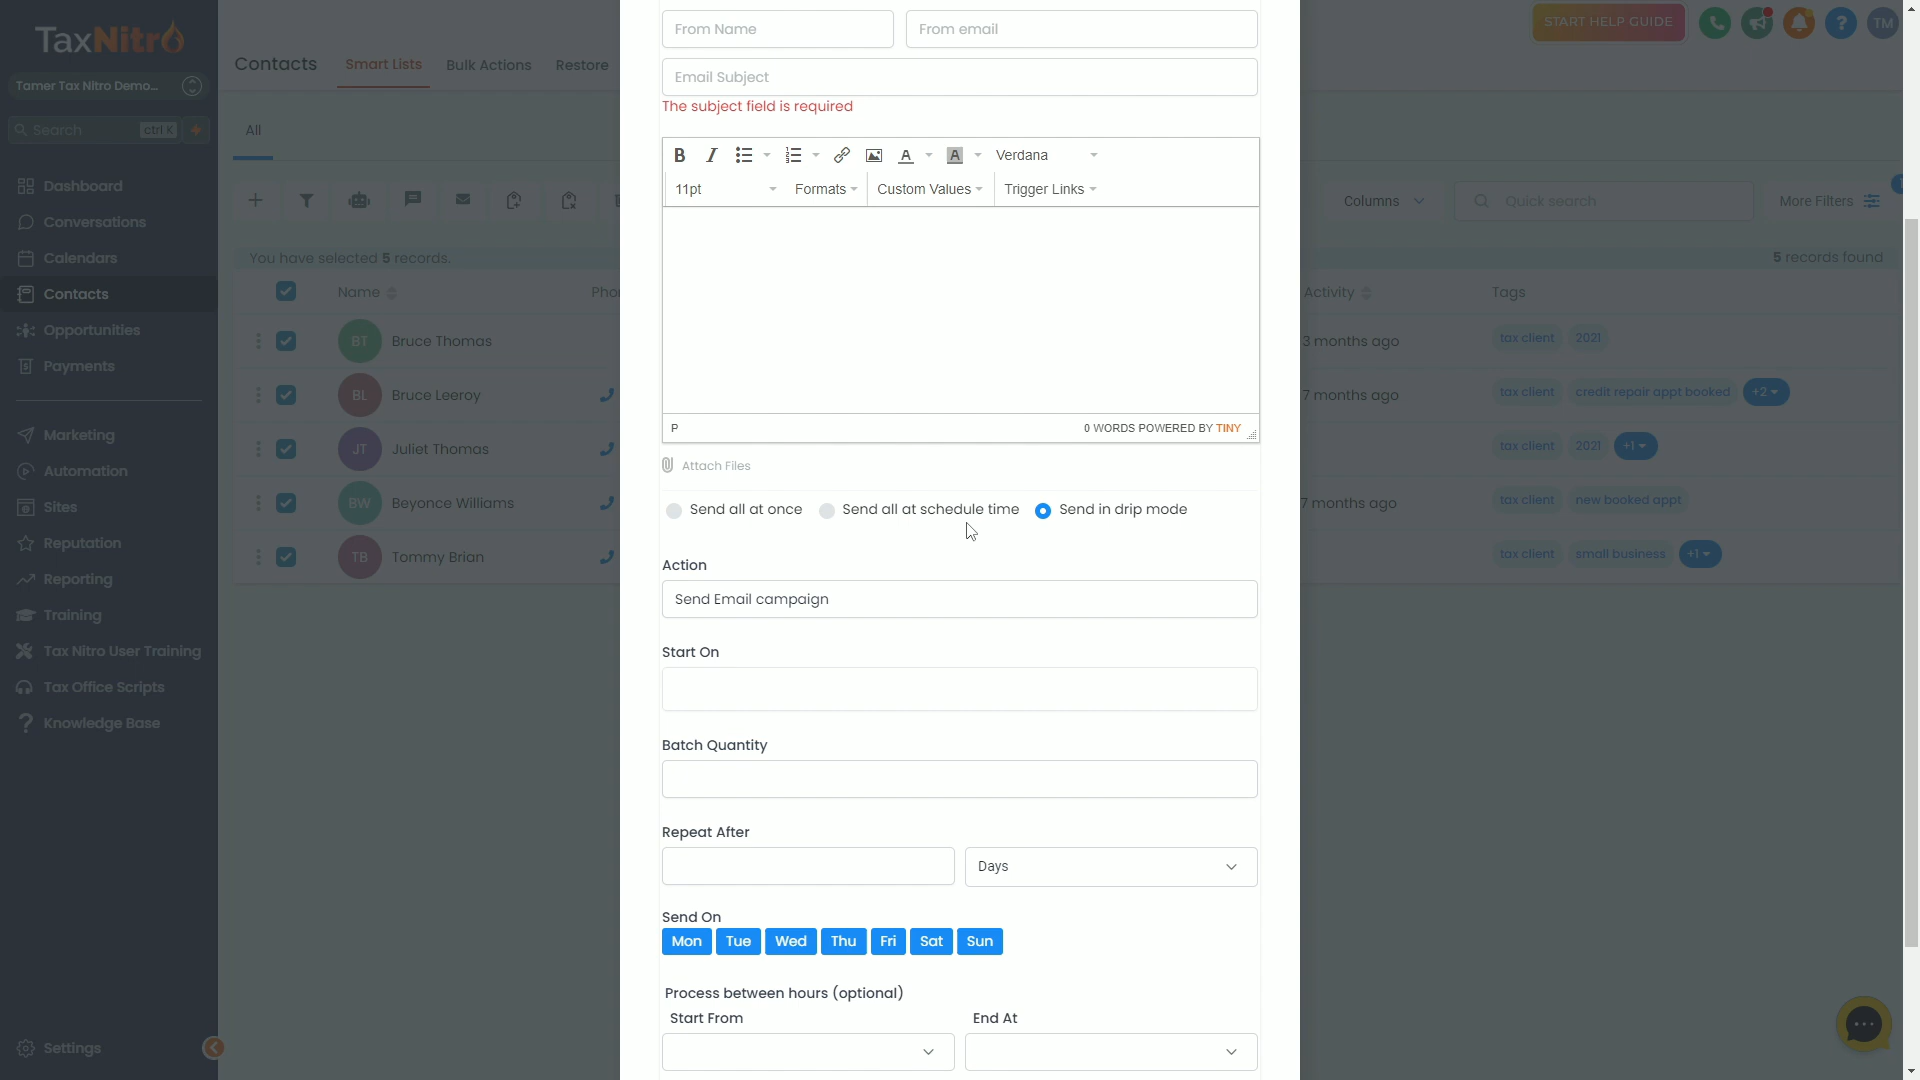 TaxNitro
Tamer Tax Nitro Demo...
Search
ctrl K
Dashboard
Conversations
Calendars
Contacts
Opportunities
Payments
Marketing
Automation
Sites
Reputation
Reporting
Training
Tax Nitro User Training
Tax Office Scripts
Knowledge Base
Settings
Contacts
Smart Lists
Bulk Actions
Restore
START HELP GUIDE
TM
All
Columns
Quick search
More Filters
You have selected 5 records.
5 records found
Name
Activity
Tags
BT
Bruce Thomas
3 months ago
tax client
2021
BL
Bruce Leeroy
7 months ago
tax client
credit repair appt booked
+2
JT
Juliet Thomas
tax client
2021
+1
BW
Beyonce Williams
7 months ago
tax client
new booked appt
TB
Tommy Brian
tax client
small business
+1
From Name
From email
Email Subject
The subject field is required
B
I
A
A
Verdana
11pt
Formats
Custom Values
Trigger Links
P
0 WORDS POWERED BY TINY
Attach Files
Send all at once
Send all at schedule time
Send in drip mode
Action
Send Email campaign
Start On
Batch Quantity
Repeat After
Days
Send On
Mon Tue Wed Thu Fri Sat Sun
Process between hours (optional)
Start From
End At